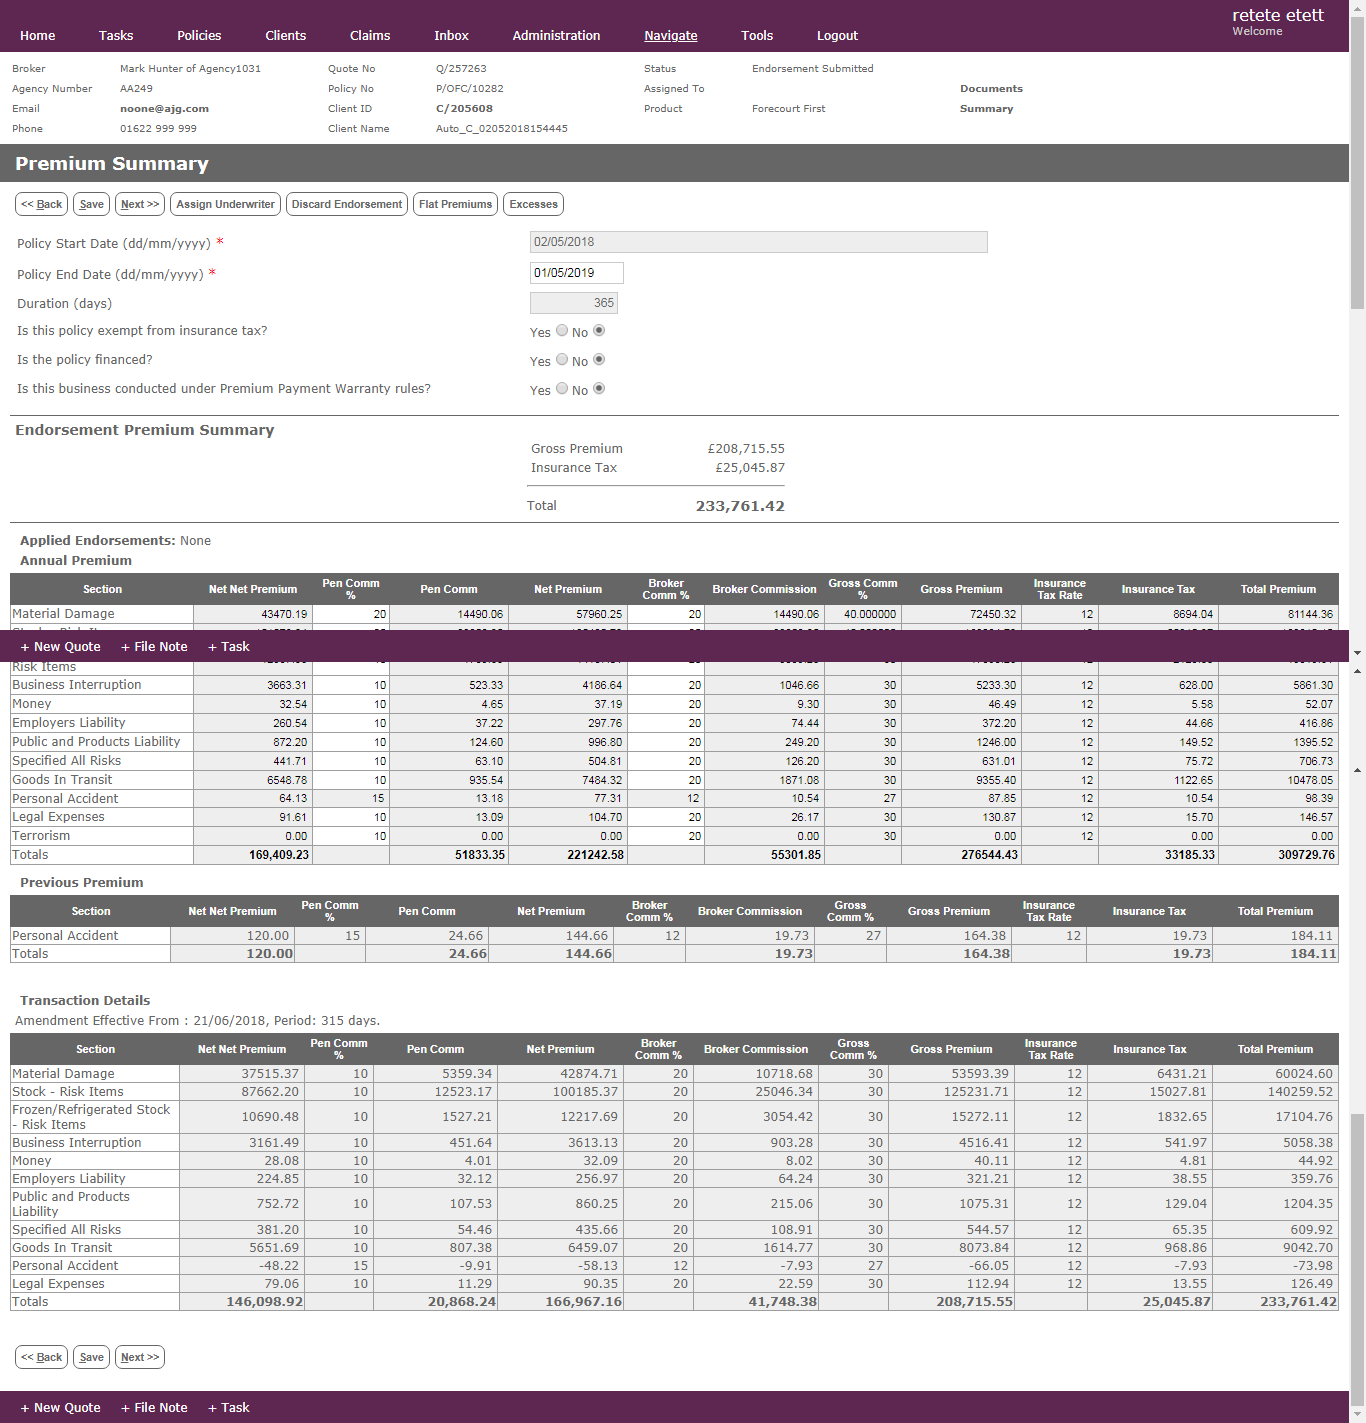 retete etett
Home Tasks Policies Clients Claims Inbox Administration Navigate Tools Logout Welcome
Broker Mark Hunter of Agency1031 Quote No Q/257263 Status Endorsement Submitted
Agency Number AA249 Policy No P/OFC/10282 Assigned To Documents
Email noone@ajg.com Client ID C/205608 Product Forecourt First Summary
Phone 01622 999 999 Client Name Auto_C_02052018154445
Premium Summary
<< Back Save Next >> Assign Underwriter Discard Endorsement Flat Premiums Excesses
Policy Start Date (dd/mm/yyyy) * 02/05/2018
Policy End Date (dd/mm/yyyy) * 01/05/2019
Duration (days) 365
Is this policy exempt from insurance tax? Yes No
Is the policy financed? Yes No
Is this business conducted under Premium Payment Warranty rules? Yes No
Endorsement Premium Summary
Gross Premium £208,715.55
Insurance Tax £25,045.87
Total 233,761.42
Applied Endorsements: None
Annual Premium
Section Net Net Premium Pen Comm % Pen Comm Net Premium Broker Comm % Broker Commission Gross Comm % Gross Premium Insurance Tax Rate Insurance Tax Total Premium
Material Damage 43470.19 20 14490.06 57960.25 20 14490.06 40.000000 72450.32 12 8694.04 81144.36
+ New Quote + File Note + Task
Risk Items
Business Interruption 3663.31 10 523.33 4186.64 20 1046.66 30 5233.30 12 628.00 5861.30
Money 32.54 10 4.65 37.19 20 9.30 30 46.49 12 5.58 52.07
Employers Liability 260.54 10 37.22 297.76 20 74.44 30 372.20 12 44.66 416.86
Public and Products Liability 872.20 10 124.60 996.80 20 249.20 30 1246.00 12 149.52 1395.52
Specified All Risks 441.71 10 63.10 504.81 20 126.20 30 631.01 12 75.72 706.73
Goods In Transit 6548.78 10 935.54 7484.32 20 1871.08 30 9355.40 12 1122.65 10478.05
Personal Accident 64.13 15 13.18 77.31 12 10.54 27 87.85 12 10.54 98.39
Legal Expenses 91.61 10 13.09 104.70 20 26.17 30 130.87 12 15.70 146.57
Terrorism 0.00 10 0.00 0.00 20 0.00 30 0.00 12 0.00 0.00
Totals 169,409.23 51833.35 221242.58 55301.85 276544.43 33185.33 309729.76
Previous Premium
Section Net Net Premium Pen Comm % Pen Comm Net Premium Broker Comm % Broker Commission Gross Comm % Gross Premium Insurance Tax Rate Insurance Tax Total Premium
Personal Accident 120.00 15 24.66 144.66 12 19.73 27 164.38 12 19.73 184.11
Totals 120.00 24.66 144.66 19.73 164.38 19.73 184.11
Transaction Details
Amendment Effective From : 21/06/2018, Period: 315 days.
Section Net Net Premium Pen Comm % Pen Comm Net Premium Broker Comm % Broker Commission Gross Comm % Gross Premium Insurance Tax Rate Insurance Tax Total Premium
Material Damage 37515.37 10 5359.34 42874.71 20 10718.68 30 53593.39 12 6431.21 60024.60
Stock - Risk Items 87662.20 10 12523.17 100185.37 20 25046.34 30 125231.71 12 15027.81 140259.52
Frozen/Refrigerated Stock - Risk Items 10690.48 10 1527.21 12217.69 20 3054.42 30 15272.11 12 1832.65 17104.76
Business Interruption 3161.49 10 451.64 3613.13 20 903.28 30 4516.41 12 541.97 5058.38
Money 28.08 10 4.01 32.09 20 8.02 30 40.11 12 4.81 44.92
Employers Liability 224.85 10 32.12 256.97 20 64.24 30 321.21 12 38.55 359.76
Public and Products Liability 752.72 10 107.53 860.25 20 215.06 30 1075.31 12 129.04 1204.35
Specified All Risks 381.20 10 54.46 435.66 20 108.91 30 544.57 12 65.35 609.92
Goods In Transit 5651.69 10 807.38 6459.07 20 1614.77 30 8073.84 12 968.86 9042.70
Personal Accident -48.22 15 -9.91 -58.13 12 -7.93 27 -66.05 12 -7.93 -73.98
Legal Expenses 79.06 10 11.29 90.35 20 22.59 30 112.94 12 13.55 126.49
Totals 146,098.92 20,868.24 166,967.16 41,748.38 208,715.55 25,045.87 233,761.42
<< Back Save Next >>
+ New Quote + File Note + Task